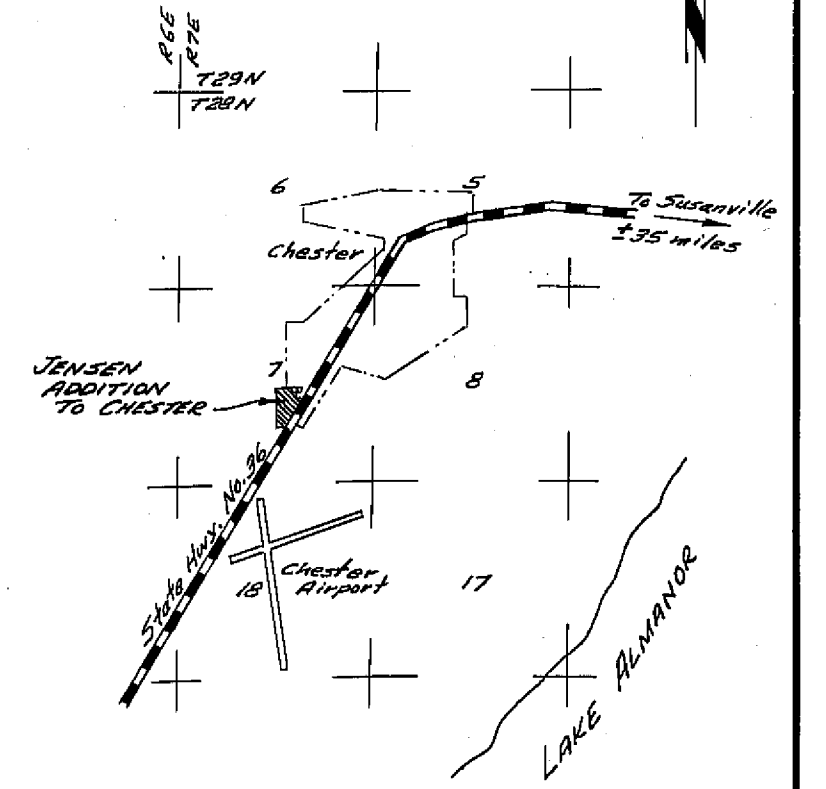 R6E
R7E
T29N
T28N
6
5
To Susanville
±35 miles
Chester
7
JENSEN
ADDITION
TO CHESTER
8
State Hwy. No. 36
18
Chester
Airport
17
LAKE ALMANOR